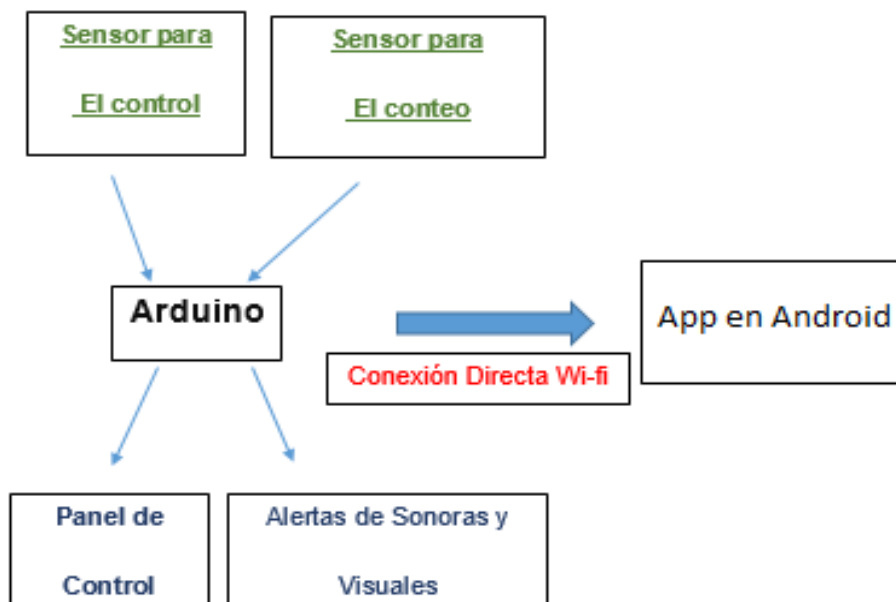 Sensor para
El control
Sensor para
El conteo
Arduino
App en Android
Conexión Directa Wi-fi
Panel de
Control
Alertas de Sonoras y
Visuales